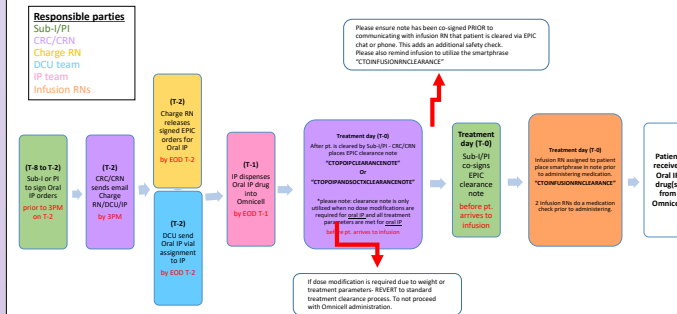 Responsible parties
Sub-I/PI
CRC/CRN
Charge RN
DCU team
IP team
Infusion RNs
Please ensure note has been co-signed PRIOR to
communicating with infusion RN that patient is cleared via EPIC
chat or phone. This adds an additional safety check.
Please also remind infusion to utilize the smartphrase
"CTOINFUSIONRNCLEARANCE"
(T-8 to T-2)
Sub-I or PI
to sign Oral
IP orders
prior to 3PM
on T-2
(T-2)
CRC/CRN
sends email
Charge
RN/DCU/IP
by 3PM
(T-2)
Charge RN
releases
signed EPIC
orders for
Oral IP
by EOD T-2
(T-2)
DCU send
Oral IP vial
assignment
to IP
by EOD T-2
(T-1)
IP dispenses
Oral IP drug
into
Omnicell
by EOD T-1
Treatment day (T-0)
After pt. is cleared by Sub-I/PI - CRC/CRN
places EPIC clearance note
"CTOPOIPCLEARANCENOTE"
Or
"CTOPOIPANDSOCTXCLEARANCENOTE"
*please note: clearance note is only
utilized when no dose modifications are
required for oral IP and all treatment
parameters are met for oral IP
before pt. arrives to infusion
If dose modification is required due to weight or
treatment parameters- REVERT to standard
treatment clearance process. To not proceed
with Omnicell administration.
Treatment
day (T-0)
Sub-I/PI
co-signs
EPIC
clearance
note
before pt.
arrives to
infusion
Treatment day (T-0)
Infusion RN assigned to patient
place smartphrase in note prior
to administering medication.
"CTOINFUSIONRNCLEARANCE"
2 Infusion RNs do a medication
check prior to administering.
Patient
receive
Oral I
drug(s
from
Omnic